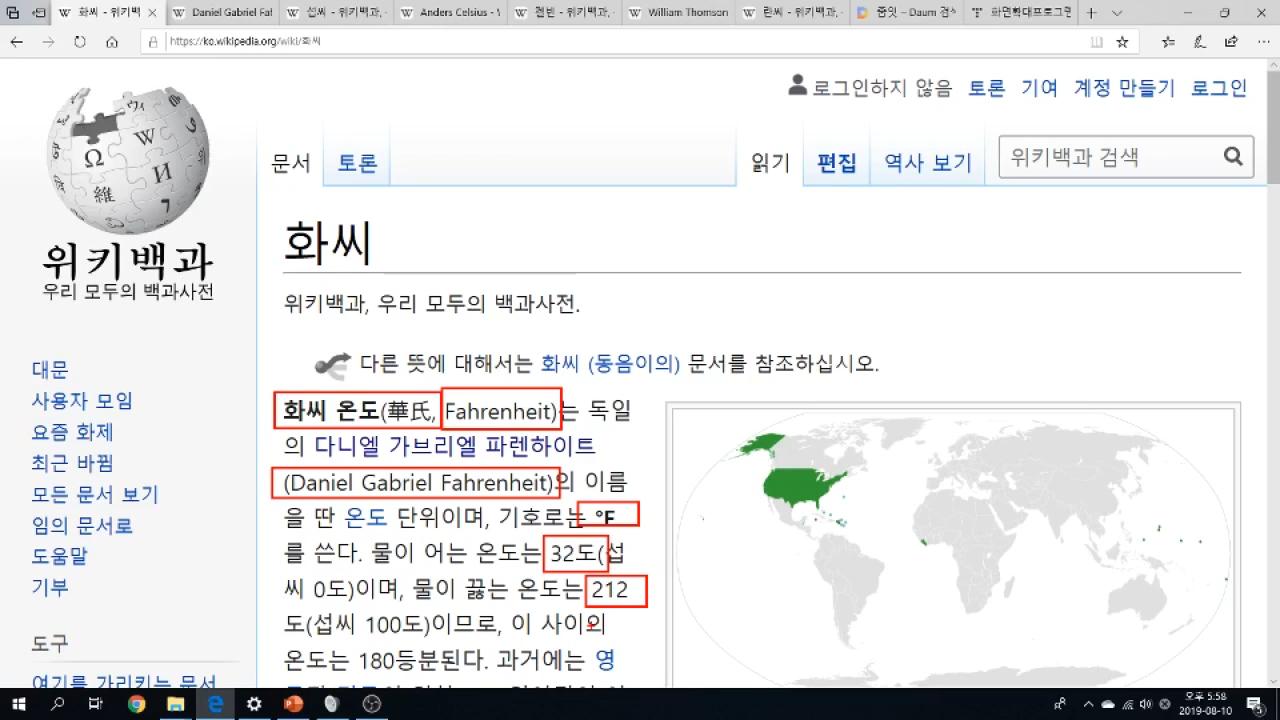 화씨 - 위키백
Daniel Gabriel Fah
섭씨 - 위키백과,
Anders Celsius - W
켈빈 - 위키백과,
William Thomson
란씨 - 위키백과,
화면확대프로그램
https://ko.wikipedia.org/wiki/화씨
로그인하지 않음 토론 기여 계정 만들기 로그인
문서 토론 읽기 편집 역사 보기 위키백과 검색
위키백과
우리 모두의 백과사전
화씨
위키백과, 우리 모두의 백과사전.
다른 뜻에 대해서는 화씨 (동음이의) 문서를 참조하십시오.
대문
사용자 모임
요즘 화제
최근 바뀜
모든 문서 보기
임의 문서로
도움말
기부
도구
여기를 가리키는 문서
화씨 온도(華氏, Fahrenheit)는 독일
의 다니엘 가브리엘 파렌하이트
(Daniel Gabriel Fahrenheit)의 이름
을 딴 온도 단위이며, 기호로는 °F
를 쓴다. 물이 어는 온도는 32도(섭
씨 0도)이며, 물이 끓는 온도는 212
도(섭씨 100도)이므로, 이 사이의
온도는 180등분된다. 과거에는 영
오후 5:58
2019-08-10